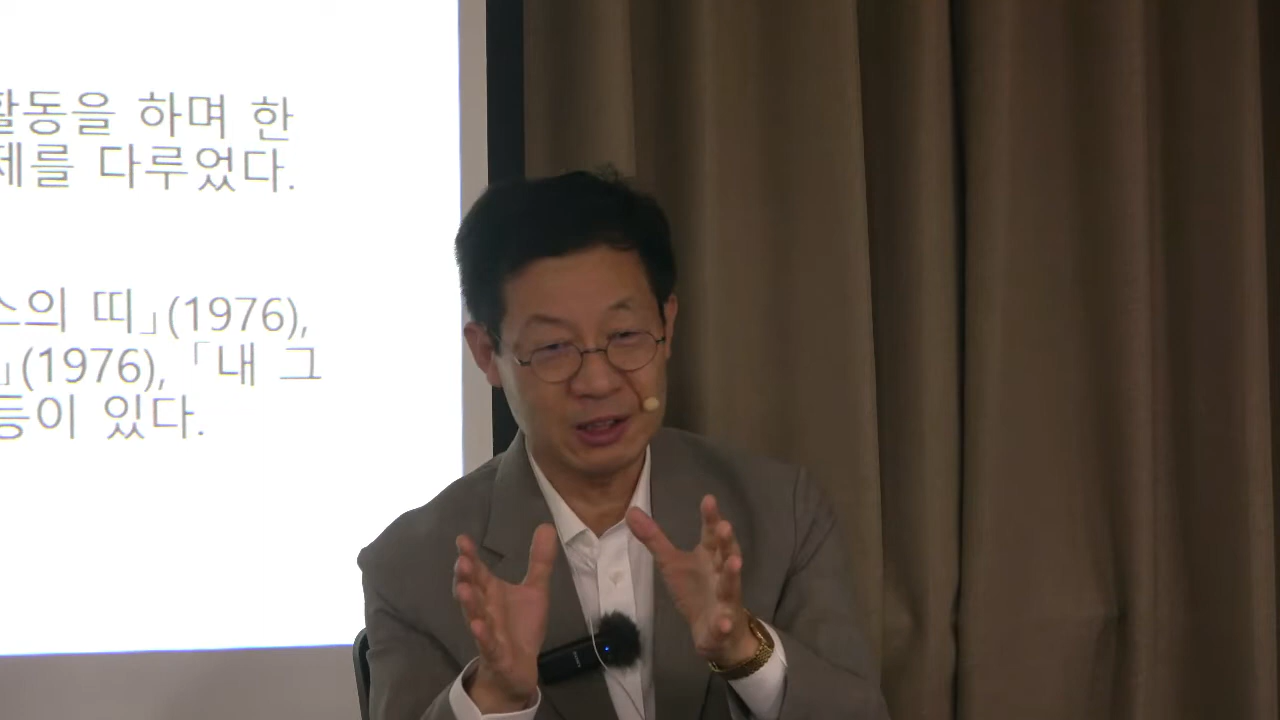 활동을 하며 한
제를 다루었다.
스의 띠」(1976),
」(1976), 「내 그
등이 있다.